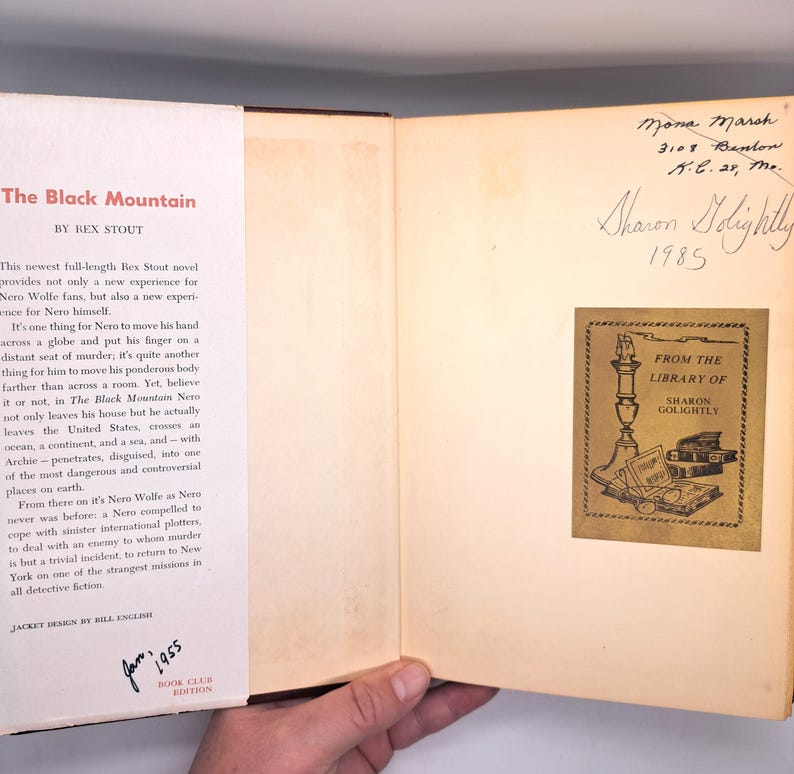 The Black Mountain
BY REX STOUT
This newest full-length Rex Stout novel
provides not only a new experience for
Nero Wolfe fans, but also a new experi-
ence for Nero himself.
It's one thing for Nero to move his hand
across a globe and put his finger on a
distant seat of murder; it's quite another
thing for him to move his ponderous body
farther than across a room. Yet, believe
it or not, in The Black Mountain Nero
not only leaves his house but he actually
leaves the United States, crosses an
ocean, a continent, and a sea, and — with
Archie — penetrates, disguised, into one
of the most dangerous and controversial
places on earth.
From there on it's Nero Wolfe as Nero
never was before: a Nero compelled to
cope with sinister international plotters,
to deal with an enemy to whom murder
is but a trivial incident, to return to New
York on one of the strangest missions in
all detective fiction.
JACKET DESIGN BY BILL ENGLISH
Jan, 1955
BOOK CLUB
EDITION
Mona Marsh
3108 Benton
K.C. 28, Mo.
Sharon Golightly
1985
FROM THE
LIBRARY OF
SHARON
GOLIGHTLY